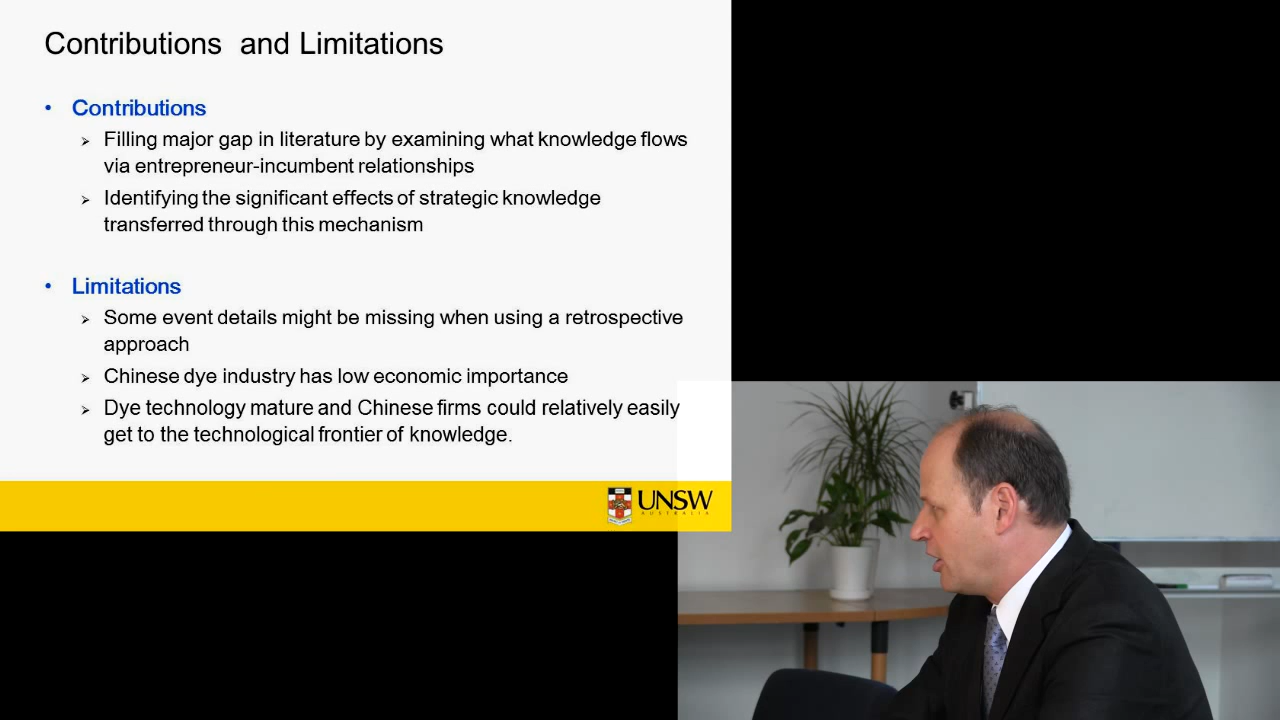 Contributions and Limitations
• Contributions
➢ Filling major gap in literature by examining what knowledge flows
via entrepreneur-incumbent relationships
➢ Identifying the significant effects of strategic knowledge
transferred through this mechanism
• Limitations
➢ Some event details might be missing when using a retrospective
approach
➢ Chinese dye industry has low economic importance
➢ Dye technology mature and Chinese firms could relatively easily
get to the technological frontier of knowledge.
UNSW
AUSTRALIA